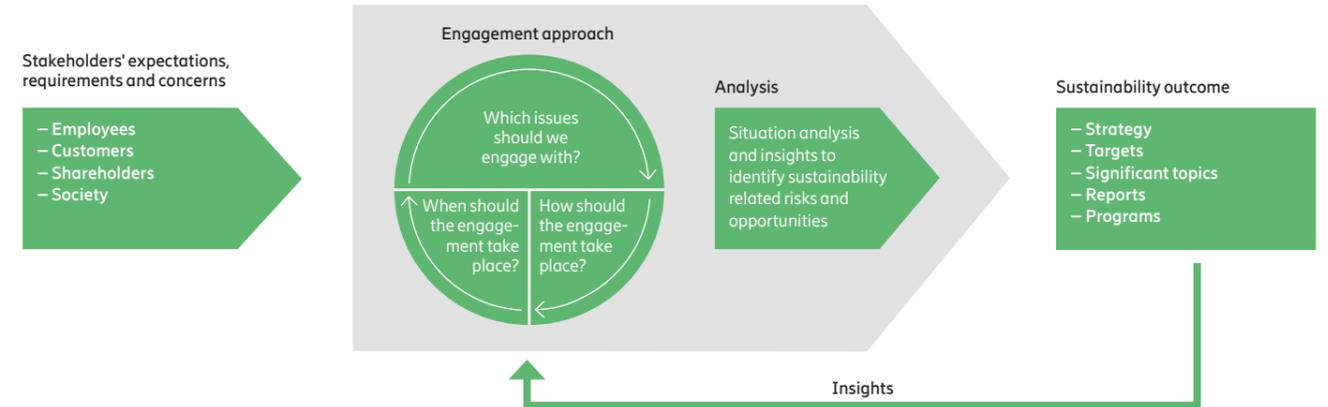 Stakeholders' expectations,
requirements and concerns
– Employees
– Customers
– Shareholders
– Society
Engagement approach
Which issues
should we
engage with?
When should
the engage-
ment take
place?
How should
the engage-
ment take
place?
Analysis
Situation analysis
and insights to
identify sustainability
related risks and
opportunities
Sustainability outcome
– Strategy
– Targets
– Significant topics
– Reports
– Programs
Insights